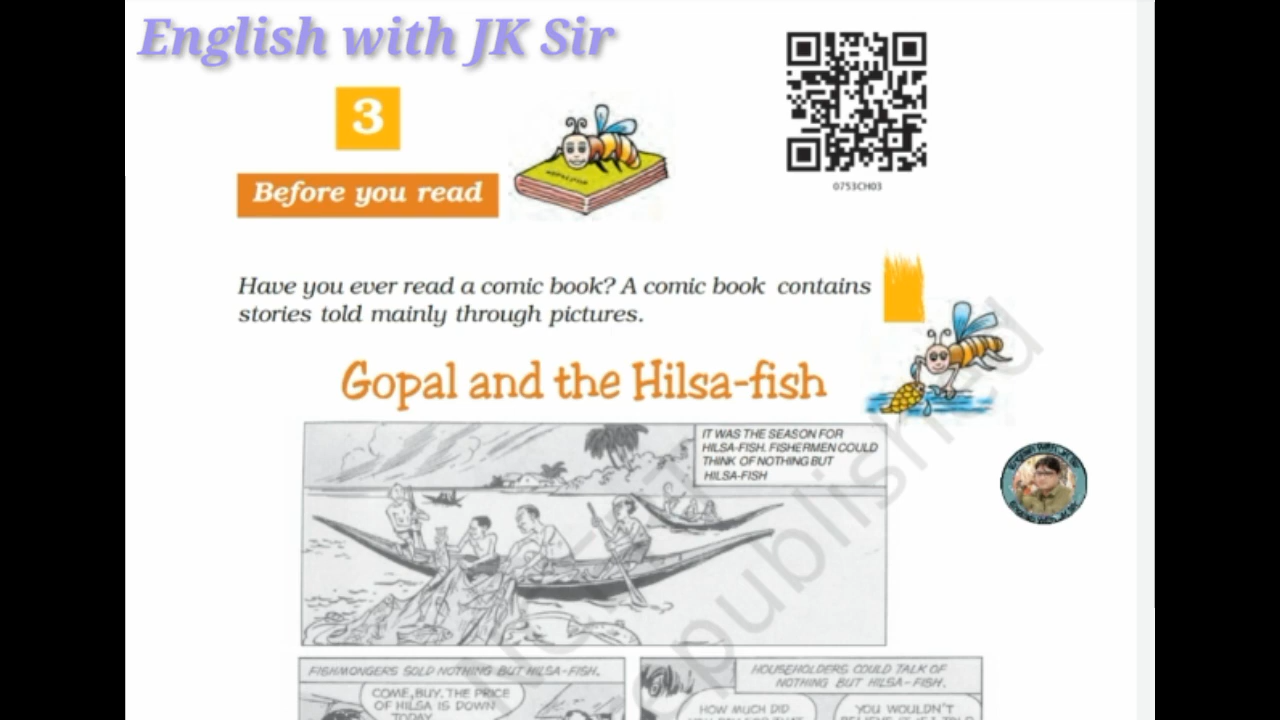 English with JK Sir
3
0753CH03
Before you read
Have you ever read a comic book? A comic book contains
stories told mainly through pictures.
Gopal and the Hilsa-fish
IT WAS THE SEASON FOR
HILSA-FISH. FISHERMEN COULD
THINK OF NOTHING BUT
HILSA-FISH
FISHMONGERS SOLD NOTHING BUT HILSA-FISH.
COME, BUY. THE PRICE
OF HILSA IS DOWN
TODAY
HOUSEHOLDERS COULD TALK OF
NOTHING BUT HILSA-FISH.
HOW MUCH DID
YOU WOULDN'T
published